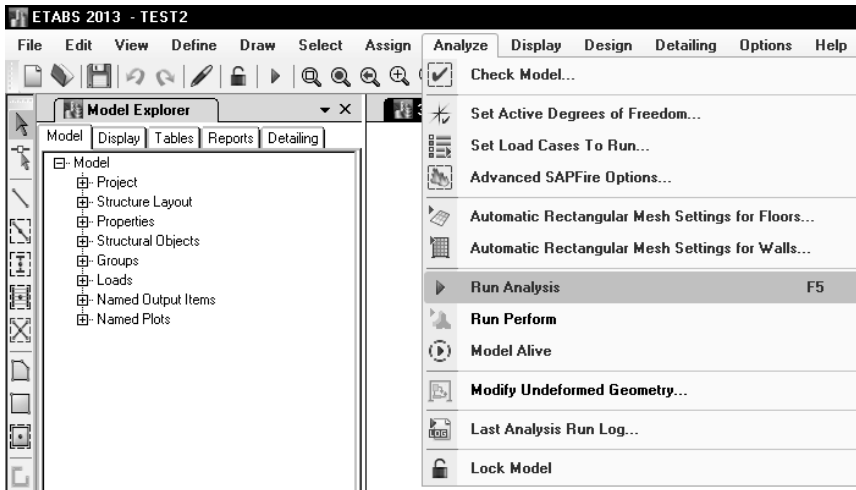 ETABS 2013 - TEST2
File Edit View Define Draw Select Assign Analyze Display Design Detailing Options Help
Model Explorer
Model Display Tables Reports Detailing
Model
Project
Structure Layout
Properties
Structural Objects
Groups
Loads
Named Output Items
Named Plots
Check Model...
Set Active Degrees of Freedom...
Set Load Cases To Run...
Advanced SAPFire Options...
Automatic Rectangular Mesh Settings for Floors...
Automatic Rectangular Mesh Settings for Walls...
Run Analysis F5
Run Perform
Model Alive
Modify Undeformed Geometry...
LOG Last Analysis Run Log...
Lock Model